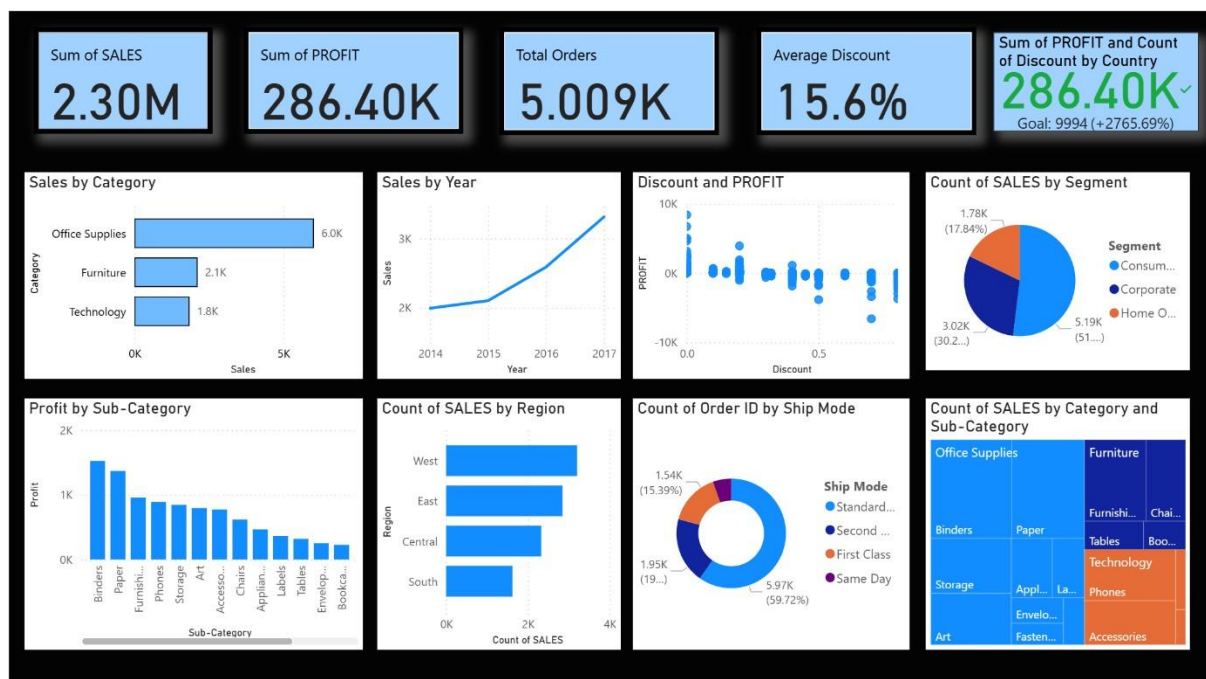 Sum of SALES
2.30M
Sum of PROFIT
286.40K
Total Orders
5.009K
Average Discount
15.6%
Sum of PROFIT and Count
of Discount by Country
286.40K
Goal: 9994 (+2765.69%)
Sales by Category
Category
Office Supplies
6.0K
Furniture
2.1K
Technology
1.8K
0K
5K
Sales
Sales by Year
Sales
3K
2K
2014
2015
2016
2017
Year
Discount and PROFIT
PROFIT
10K
0K
-10K
0.0
0.5
Discount
Count of SALES by Segment
1.78K
(17.84%)
3.02K
(30.2...)
5.19K
(51....)
Segment
Consum...
Corporate
Home O...
Profit by Sub-Category
Profit
2K
1K
0K
Binders
Paper
Furnishi...
Phones
Storage
Art
Accesso...
Chairs
Applian...
Labels
Tables
Envelop...
Bookca...
Sub-Category
Count of SALES by Region
Region
West
East
Central
South
0K
2K
4K
Count of SALES
Count of Order ID by Ship Mode
1.54K
(15.39%)
1.95K
(19...)
5.97K
(59.72%)
Ship Mode
Standard...
Second ...
First Class
Same Day
Count of SALES by Category and
Sub-Category
Office Supplies
Binders
Paper
Storage
Appl...
La...
Envelo...
Art
Fasten...
Furniture
Furnishi...
Chai...
Tables
Boo...
Technology
Phones
Accessories